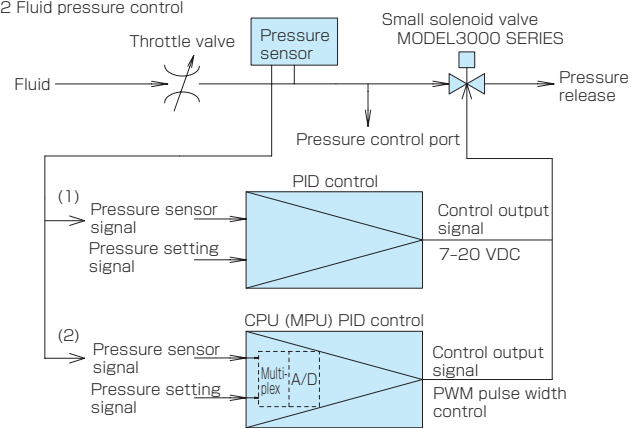 2 Fluid pressure control
Small solenoid valve
MODEL3000 SERIES
Throttle valve
Pressure
sensor
Fluid
Pressure
release
Pressure control port
PID control
(1)
Pressure sensor
signal
Pressure setting
signal
Control output
signal
7–20 VDC
CPU (MPU) PID control
(2)
Pressure sensor
signal
Pressure setting
signal
Multi-
plex
A/D
Control output
signal
PWM pulse width
control